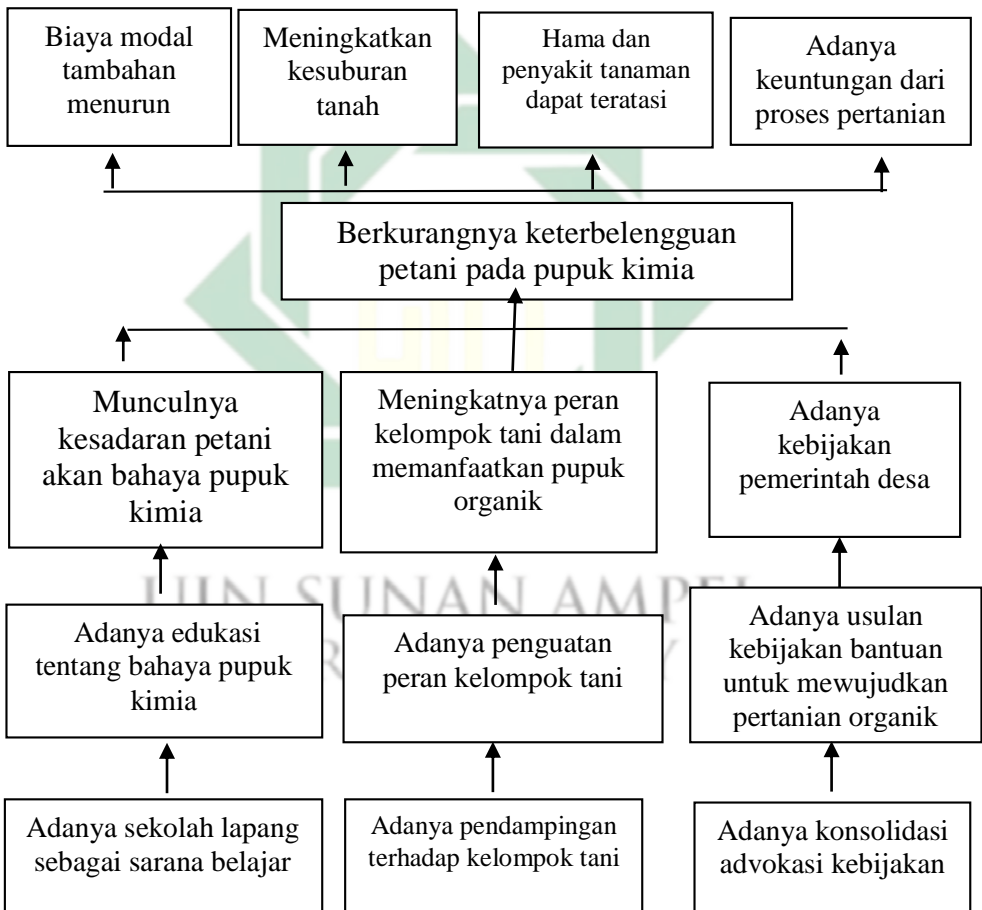 Biaya modal
tambahan
menurun
Meningkatkan
kesuburan
tanah
Hama dan
penyakit tanaman
dapat teratasi
Adanya
keuntungan dari
proses pertanian
Berkurangnya keterbelengguan
petani pada pupuk kimia
Munculnya
kesadaran petani
akan bahaya pupuk
kimia
Meningkatnya peran
kelompok tani dalam
memanfaatkan pupuk
organik
Adanya
kebijakan
pemerintah desa
UIN SUNAN AMPEL
Adanya edukasi
tentang bahaya pupuk
kimia
Adanya penguatan
peran kelompok tani
Adanya usulan
kebijakan bantuan
untuk mewujudkan
pertanian organik
Adanya sekolah lapang
sebagai sarana belajar
Adanya pendampingan
terhadap kelompok tani
Adanya konsolidasi
advokasi kebijakan